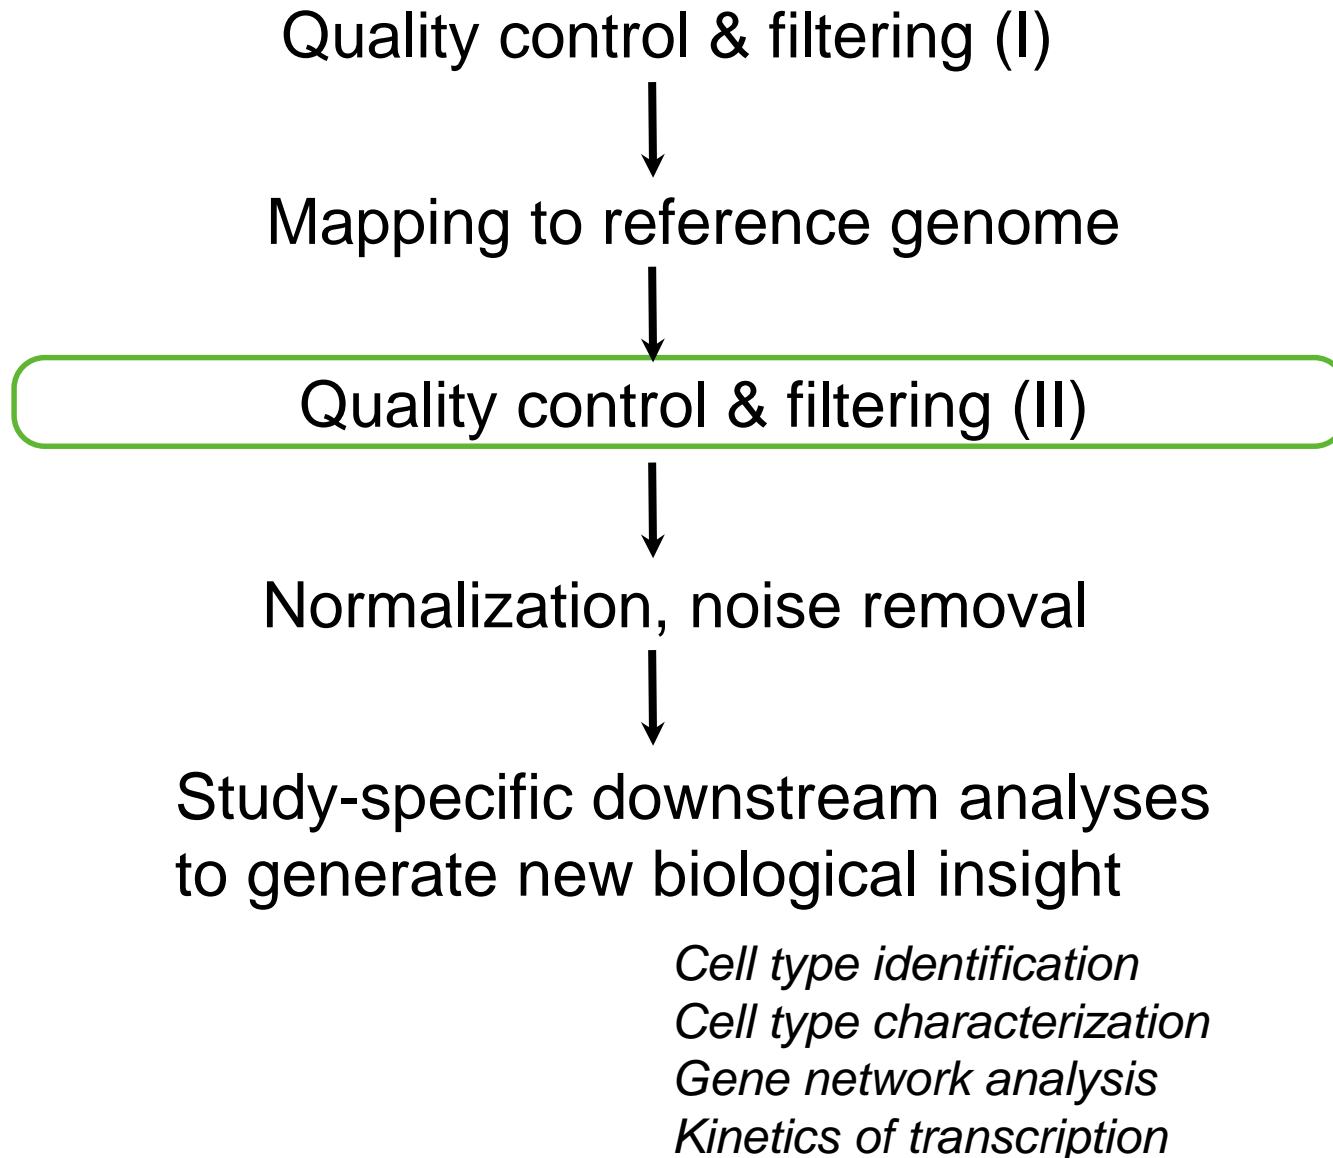 Quality control & filtering (I)
Mapping to reference genome
Quality control & filtering (II)
Normalization, noise removal
Study-specific downstream analyses
to generate new biological insight
Cell type identification
Cell type characterization
Gene network analysis
Kinetics of transcription